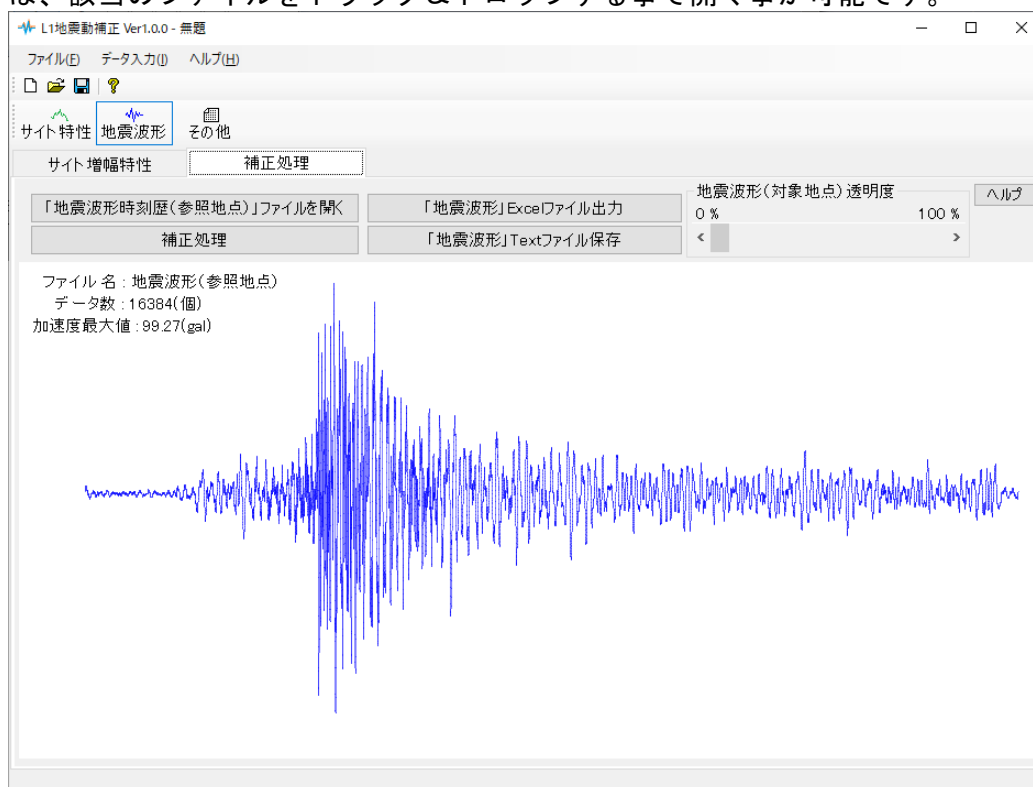 は、該当のファイルをドラッグ&ドロップする事で開く事が可能です。
L1地震動補正 Ver1.0.0 - 無題
ファイル(F) データ入力(I) ヘルプ(H)
サイト特性 地震波形 その他
サイト増幅特性 補正処理
「地震波形時刻歴(参照地点)」ファイルを開く 「地震波形」Excelファイル出力 地震波形(対象地点)透明度 ヘルプ
0 % 100 %
補正処理 「地震波形」Textファイル保存
ファイル名:地震波形(参照地点)
データ数:16384(個)
加速度最大値:99.27(gal)